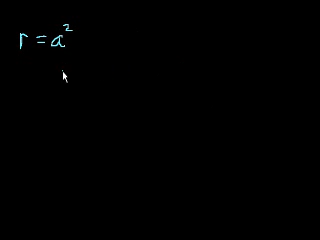 r = a²